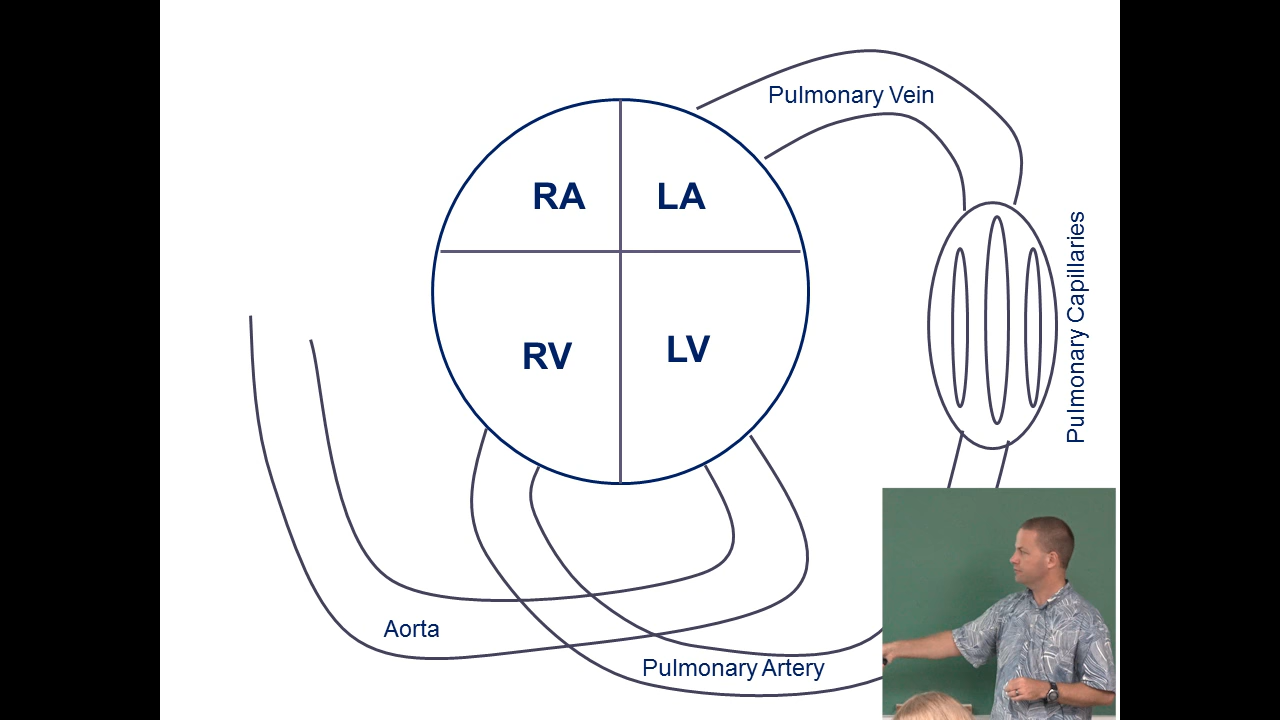 Pulmonary Vein
RA
LA
Pulmonary Capillaries
RV
LV
Aorta
Pulmonary Artery